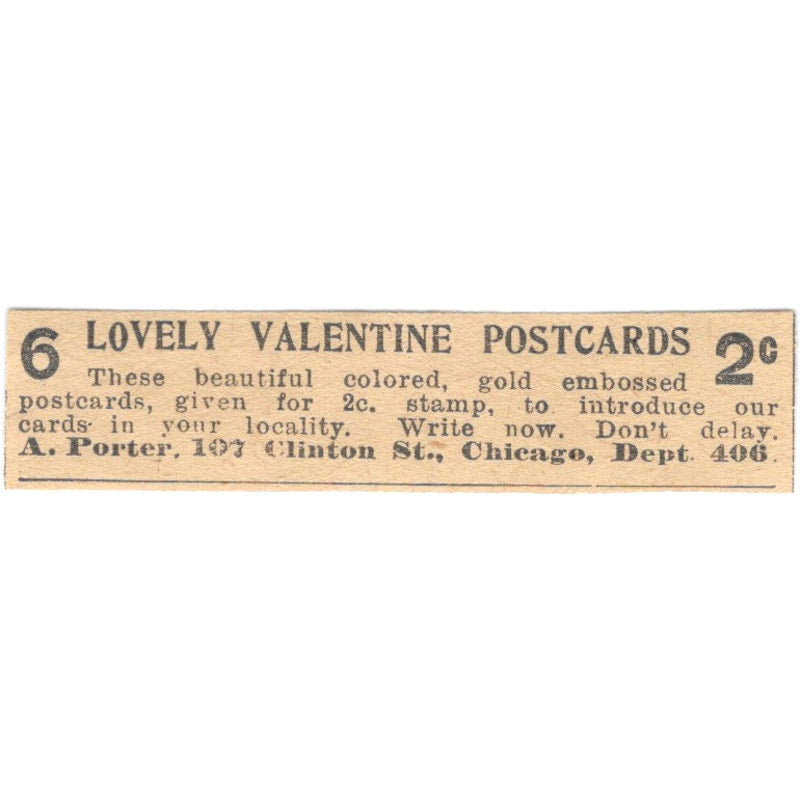 6 LOVELY VALENTINE POSTCARDS 2c
These beautiful colored, gold embossed
postcards, given for 2c. stamp, to introduce our
cards in your locality. Write now. Don't delay.
A. Porter, 107 Clinton St., Chicago, Dept. 406.